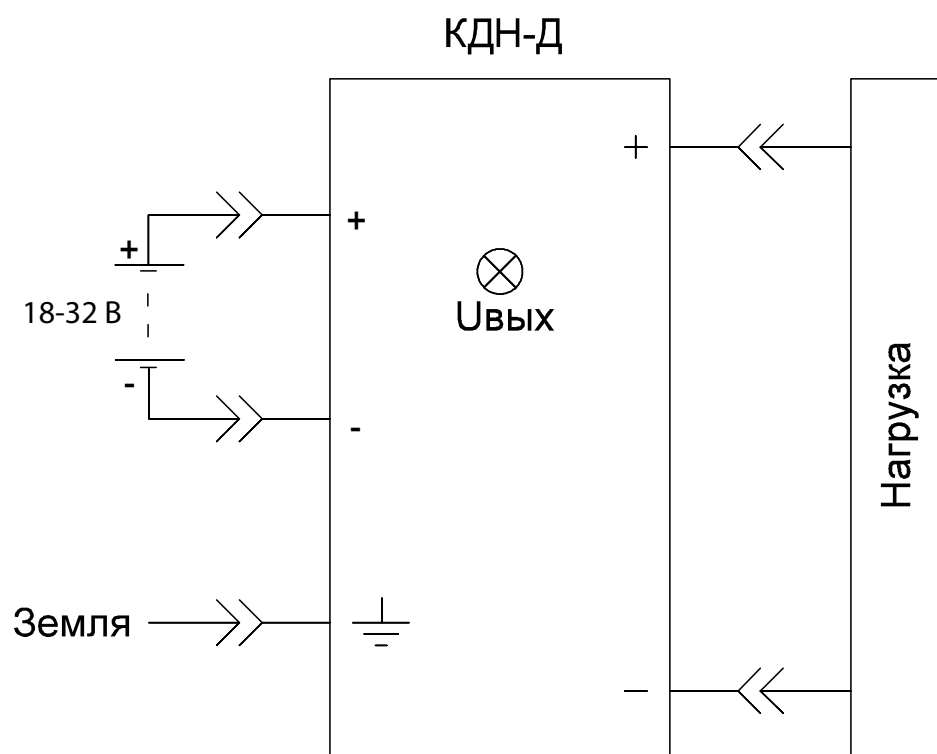 КДН-Д
+
+
+
Uвых
18-32 В
-
-
Нагрузка
Земля
–